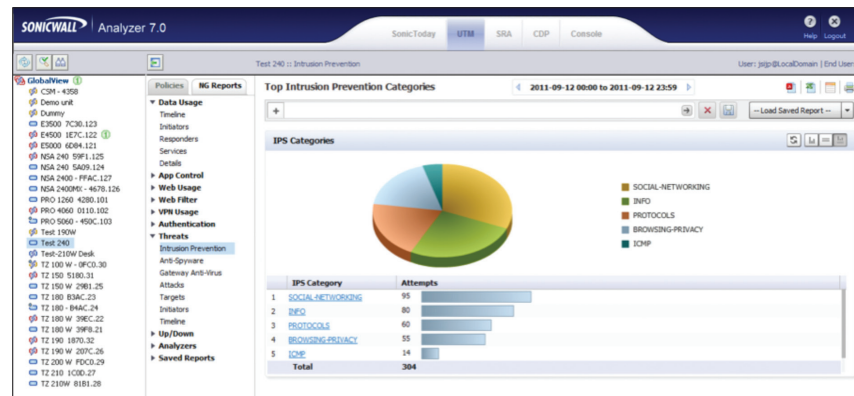 SONICWALL Analyzer 7.0
SonicToday UTM SRA CDP Console
Help Logout
Test 240 :: Intrusion Prevention
User: jsjp@LocalDomain | End User
GlobalView
CSM - 4358
Demo unit
Dummy
E3500 7C30.123
E4500 1E7C.122
E5000 6D84.121
NSA 240 59F1.125
NSA 240 5A09.124
NSA 2400 - FFAC.127
NSA 2400MX - 4678.126
PRO 1260 4280.101
PRO 4060 0110.102
PRO 5060 - 450C.103
Test 190W
Test 240
Test-210W Desk
TZ 100 W - 0FC0.30
TZ 150 5180.31
TZ 150 W 29B1.25
TZ 180 B3AC.23
TZ 180 - B4AC.24
TZ 180 W 39EC.22
TZ 180 W 39F8.21
TZ 190 1870.32
TZ 190 W 207C.26
TZ 200 W FDC0.29
TZ 210 1C0D.27
TZ 210W 81B1.28
Policies NG Reports
Data Usage
Timeline
Initiators
Responders
Services
Details
App Control
Web Usage
Web Filter
VPN Usage
Authentication
Threats
Intrusion Prevention
Anti-Spyware
Gateway Anti-Virus
Attacks
Targets
Initiators
Timeline
Up/Down
Analyzers
Saved Reports
Top Intrusion Prevention Categories
2011-09-12 00:00 to 2011-09-12 23:59
+
--Load Saved Report--
IPS Categories
SOCIAL-NETWORKING
INFO
PROTOCOLS
BROWSING-PRIVACY
ICMP
IPS Category Attempts
1 SOCIAL-NETWORKING 95
2 INFO 80
3 PROTOCOLS 60
4 BROWSING-PRIVACY 55
5 ICMP 14
Total 304